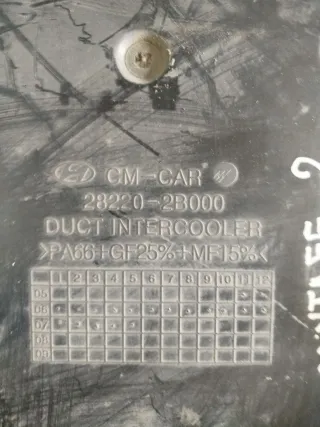 CM-CAR
28220-2B000
DUCT INTERCOOLER
>PA66+GF25%+MF15%<
1 2 3 4 5 6 7 8 9 10 11 12
05
06
07
08
09